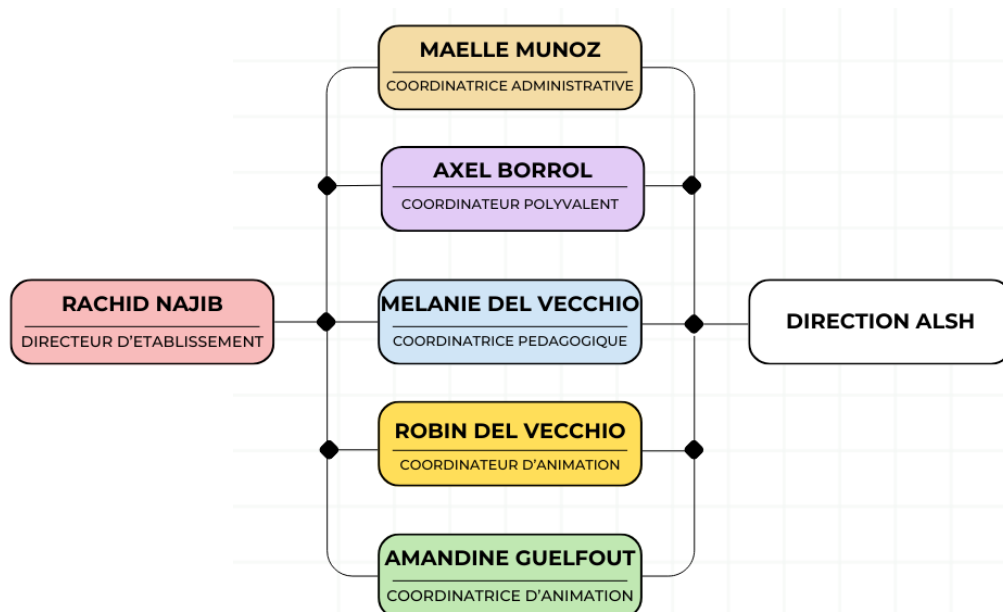 MAELLE MUNOZ
COORDINATRICE ADMINISTRATIVE
AXEL BORROL
COORDINATEUR POLYVALENT
RACHID NAJIB
DIRECTEUR D'ETABLISSEMENT
MELANIE DEL VECCHIO
COORDINATRICE PEDAGOGIQUE
DIRECTION ALSH
ROBIN DEL VECCHIO
COORDINATEUR D'ANIMATION
AMANDINE GUELFOUT
COORDINATRICE D'ANIMATION